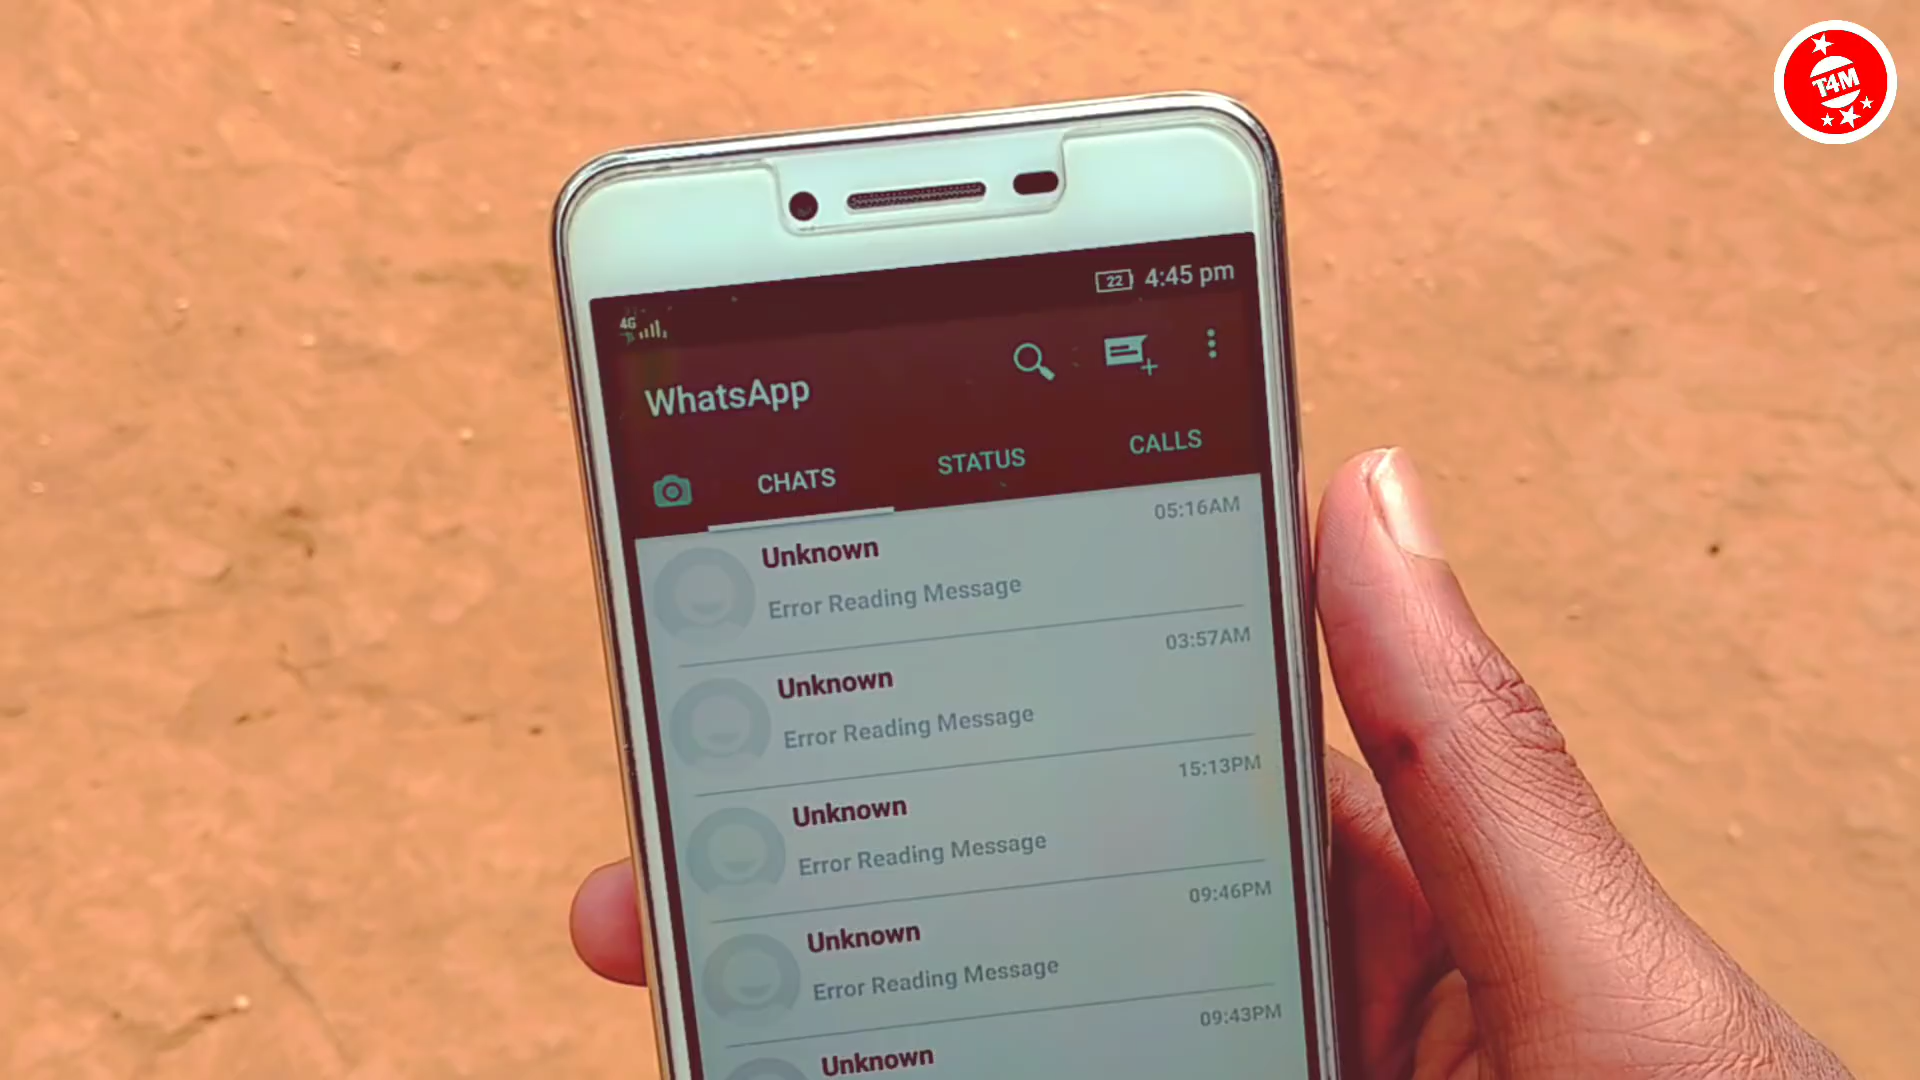 T4M
22 4:45 pm
4G
WhatsApp
CHATS STATUS CALLS
05:16AM
Unknown
Error Reading Message
03:57AM
Unknown
Error Reading Message
15:13PM
Unknown
Error Reading Message
09:46PM
Unknown
Error Reading Message
09:43PM
Unknown